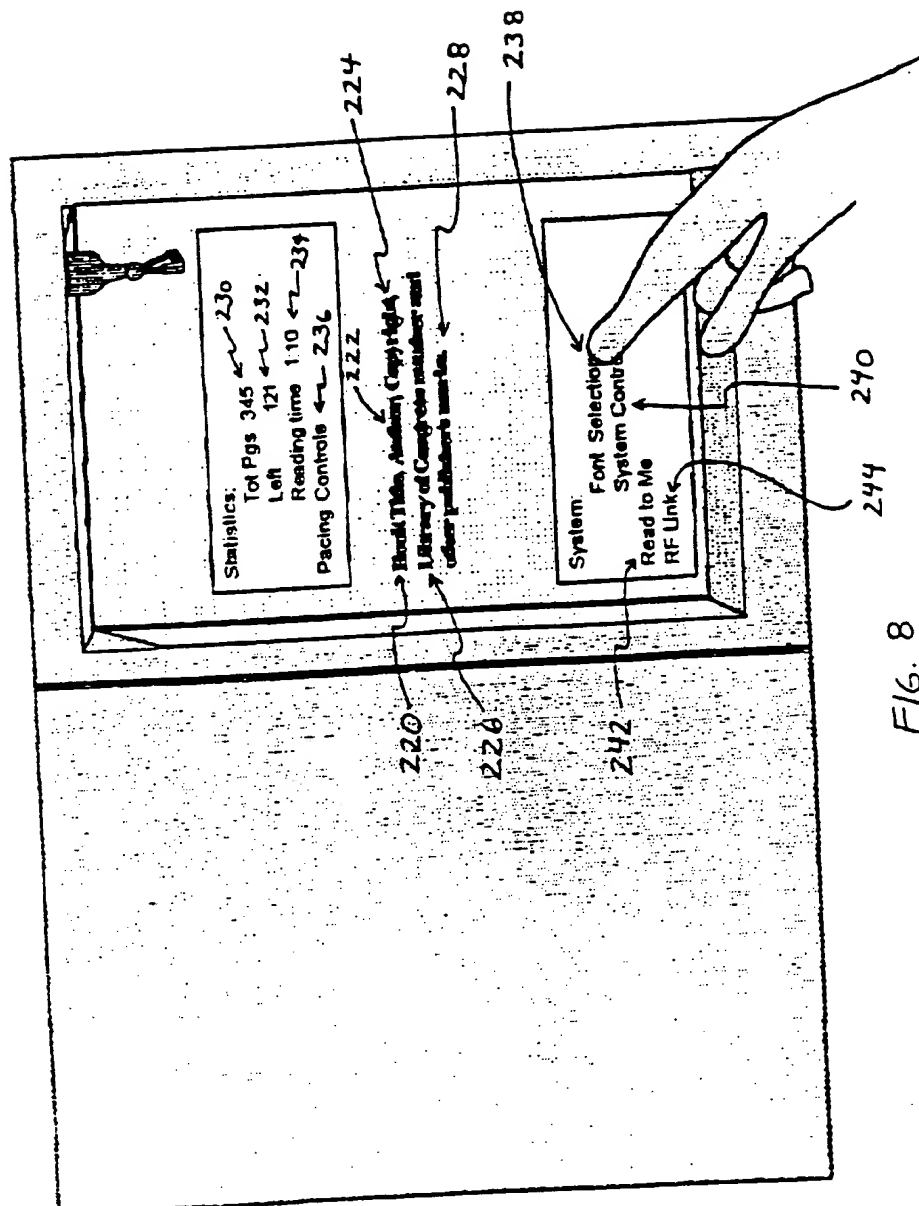 Statistics:
Tot Pgs 345 230
Left 121 232
Reading time 1:10 234
Pacing Controls 236
222
224
Book Title, Author, Copyright,
Library of Congress number and
other publisher's marks.
228
220
226
238
System:
Font Selection
System Contro
Read to Me
RF Link
242
244
240
FIG. 8